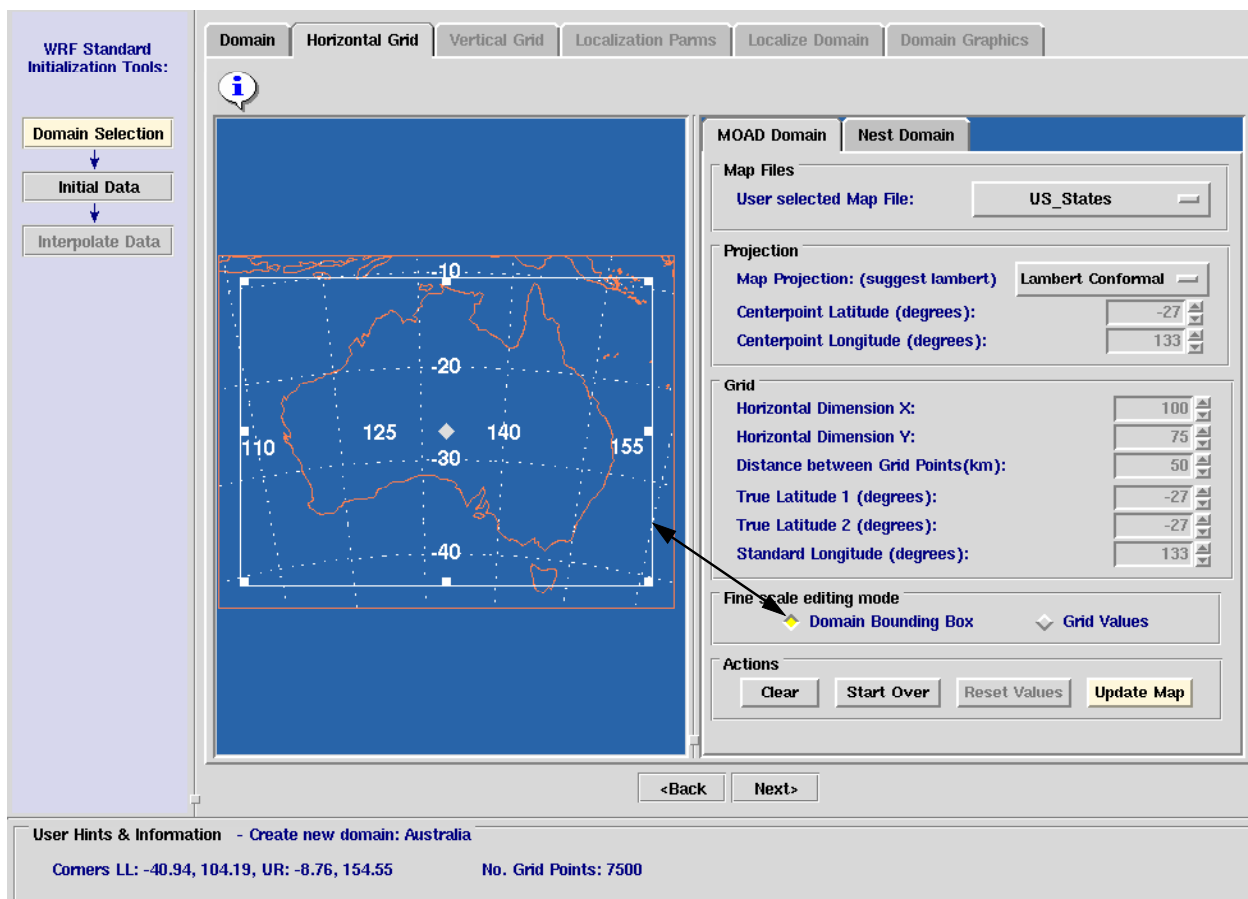 WRF Standard
Initialization Tools:
Domain Selection
Initial Data
Interpolate Data
Domain Horizontal Grid Vertical Grid Localization Parms Localize Domain Domain Graphics
i
-10
-20
125 140
110 155
-30
-40
MOAD Domain Nest Domain
Map Files
User selected Map File: US_States
Projection
Map Projection: (suggest lambert) Lambert Conformal
Centerpoint Latitude (degrees): -27
Centerpoint Longitude (degrees): 133
Grid
Horizontal Dimension X: 100
Horizontal Dimension Y: 75
Distance between Grid Points(km): 50
True Latitude 1 (degrees): -27
True Latitude 2 (degrees): -27
Standard Longitude (degrees): 133
Fine scale editing mode
Domain Bounding Box Grid Values
Actions
Clear Start Over Reset Values Update Map
<Back Next>
User Hints & Information - Create new domain: Australia
Corners LL: -40.94, 104.19, UR: -8.76, 154.55 No. Grid Points: 7500